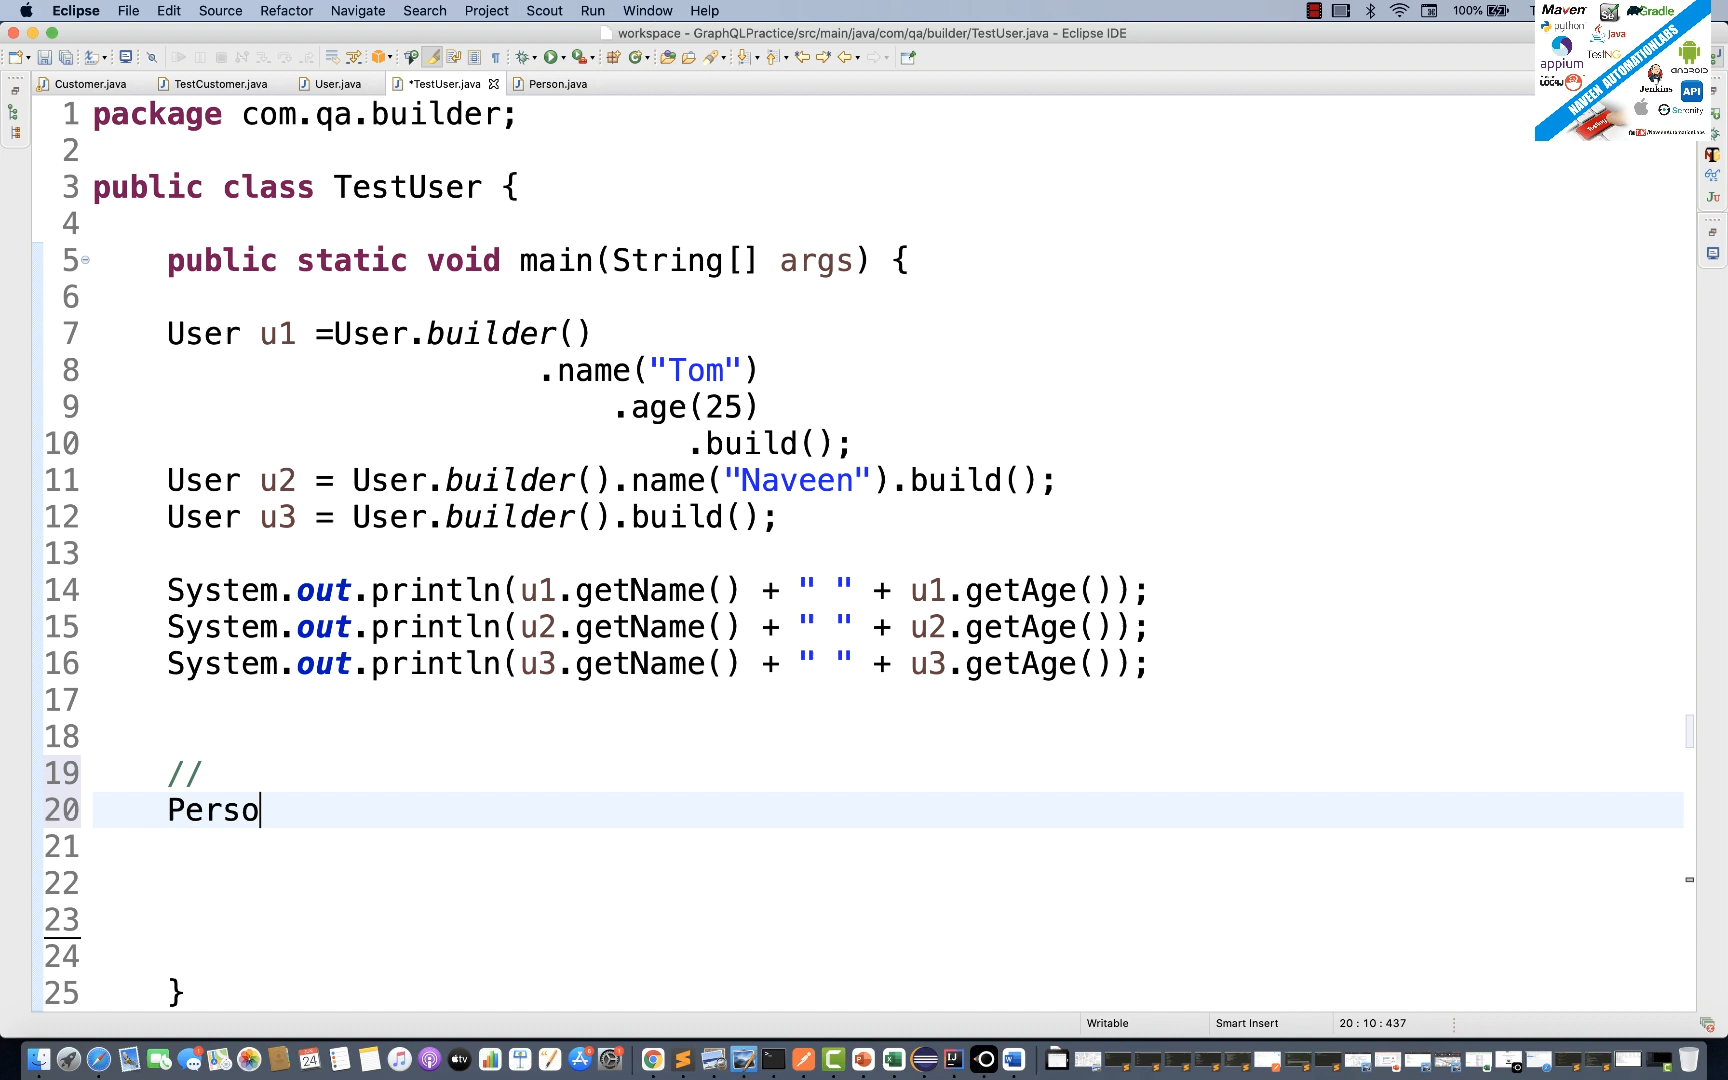 Eclipse File Edit Source Refactor Navigate Search Project Scout Run Window Help 100%
workspace - GraphQLPractice/src/main/java/com/qa/builder/TestUser.java - Eclipse IDE
Customer.java TestCustomer.java User.java *TestUser.java Person.java
1 package com.qa.builder;
2
3 public class TestUser {
4
5 public static void main(String[] args) {
6
7 User u1 =User.builder()
8 .name("Tom")
9 .age(25)
10 .build();
11 User u2 = User.builder().name("Naveen").build();
12 User u3 = User.builder().build();
13
14 System.out.println(u1.getName() + " " + u1.getAge());
15 System.out.println(u2.getName() + " " + u2.getAge());
16 System.out.println(u3.getName() + " " + u3.getAge());
17
18
19 //
20 Perso
21
22
23
24
25 }
Writable Smart Insert 20 : 10 : 437
Maven Gradle
python Java
appium TestNG
ANDROID
Jenkins API
Serenity
NAVEEN AUTOMATIONLABS